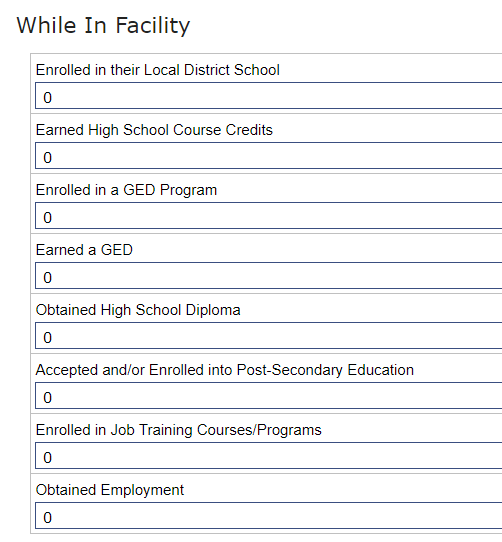 While In Facility
Enrolled in their Local District School
0
Earned High School Course Credits
0
Enrolled in a GED Program
0
Earned a GED
0
Obtained High School Diploma
0
Accepted and/or Enrolled into Post-Secondary Education
0
Enrolled in Job Training Courses/Programs
0
Obtained Employment
0